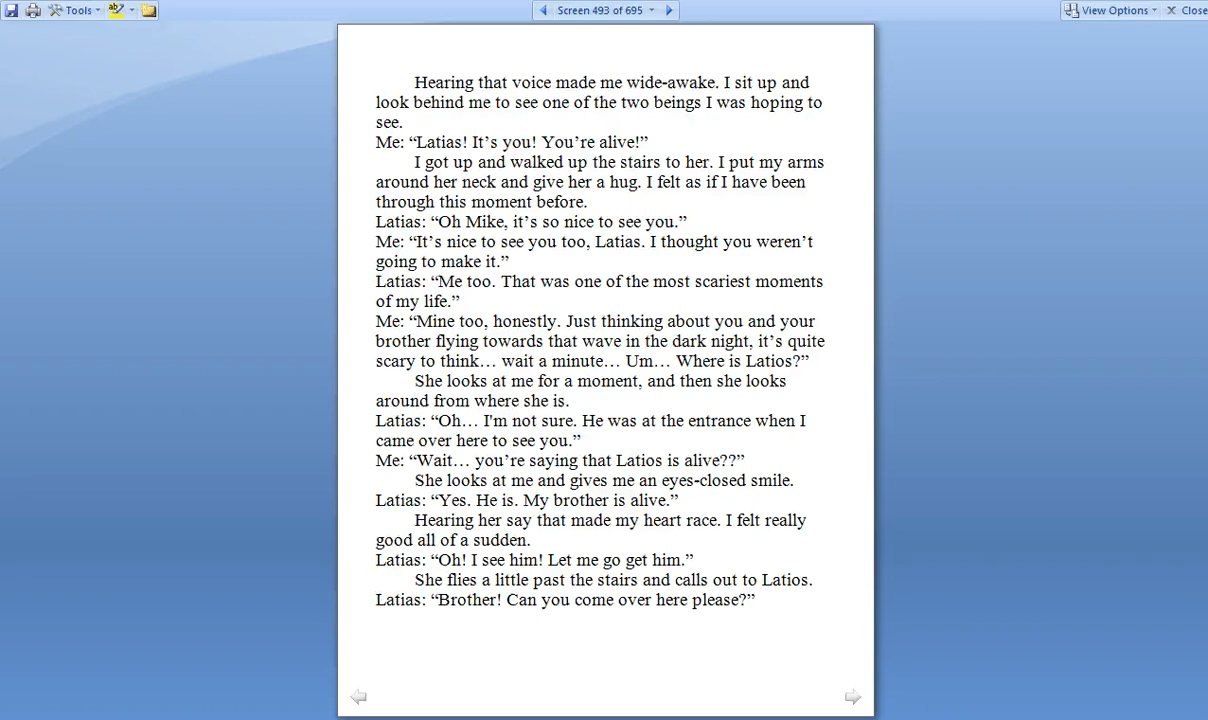 Tools
Screen 493 of 695
View Options
Close
Hearing that voice made me wide-awake. I sit up and
look behind me to see one of the two beings I was hoping to
see.
Me: “Latias! It’s you! You’re alive!”
I got up and walked up the stairs to her. I put my arms
around her neck and give her a hug. I felt as if I have been
through this moment before.
Latias: “Oh Mike, it’s so nice to see you.”
Me: “It’s nice to see you too, Latias. I thought you weren’t
going to make it.”
Latias: “Me too. That was one of the most scariest moments
of my life.”
Me: “Mine too, honestly. Just thinking about you and your
brother flying towards that wave in the dark night, it’s quite
scary to think… wait a minute… Um… Where is Latios?”
She looks at me for a moment, and then she looks
around from where she is.
Latias: “Oh… I'm not sure. He was at the entrance when I
came over here to see you.”
Me: “Wait… you’re saying that Latios is alive??”
She looks at me and gives me an eyes-closed smile.
Latias: “Yes. He is. My brother is alive.”
Hearing her say that made my heart race. I felt really
good all of a sudden.
Latias: “Oh! I see him! Let me go get him.”
She flies a little past the stairs and calls out to Latios.
Latias: “Brother! Can you come over here please?”